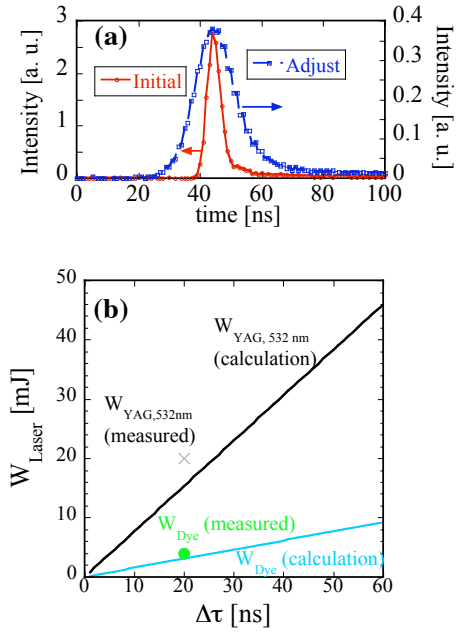 (a)
Initial
Adjust
Intensity [a. u.]
3
2
1
0
Intensity [a. u.]
0.4
0.3
0.2
0.1
0
0 20 40 60 80 100
time [ns]
(b)
W_YAG, 532 nm
(calculation)
W_YAG,532nm
(measured)
W_Dye (measured)
W_Dye (calculation)
W_Laser [mJ]
50
40
30
20
10
0
0 10 20 30 40 50 60
Δτ [ns]